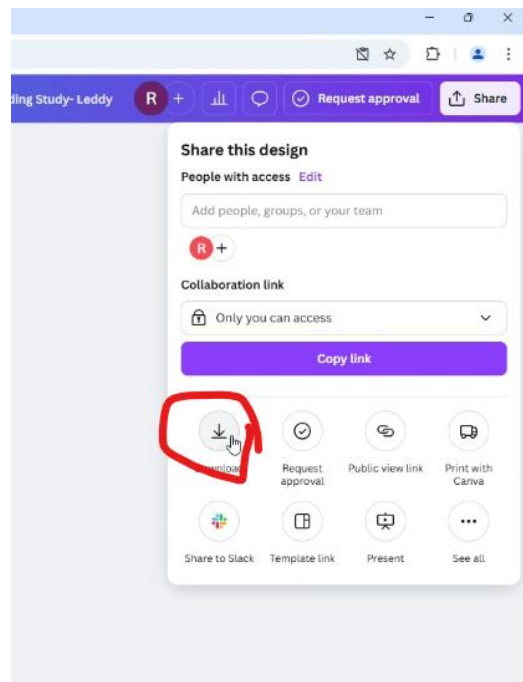 ding Study- Leddy R + Request approval Share
Share this design
People with access Edit
Add people, groups, or your team
R +
Collaboration link
Only you can access
Copy link
Download Request approval Public view link Print with Canva
Share to Slack Template link Present See all